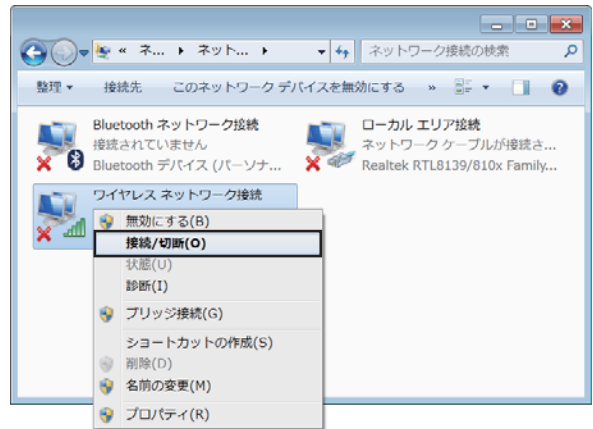 « ネ... ▸ ネット... ▸
ネットワーク接続の検索
整理 ▾ 接続先 このネットワーク デバイスを無効にする »
Bluetooth ネットワーク接続
接続されていません
Bluetooth デバイス (パーソナ...
ローカル エリア接続
ネットワーク ケーブルが接続さ...
Realtek RTL8139/810x Family...
ワイヤレス ネットワーク接続
無効にする(B)
接続/切断(O)
状態(U)
診断(I)
ブリッジ接続(G)
ショートカットの作成(S)
削除(D)
名前の変更(M)
プロパティ(R)